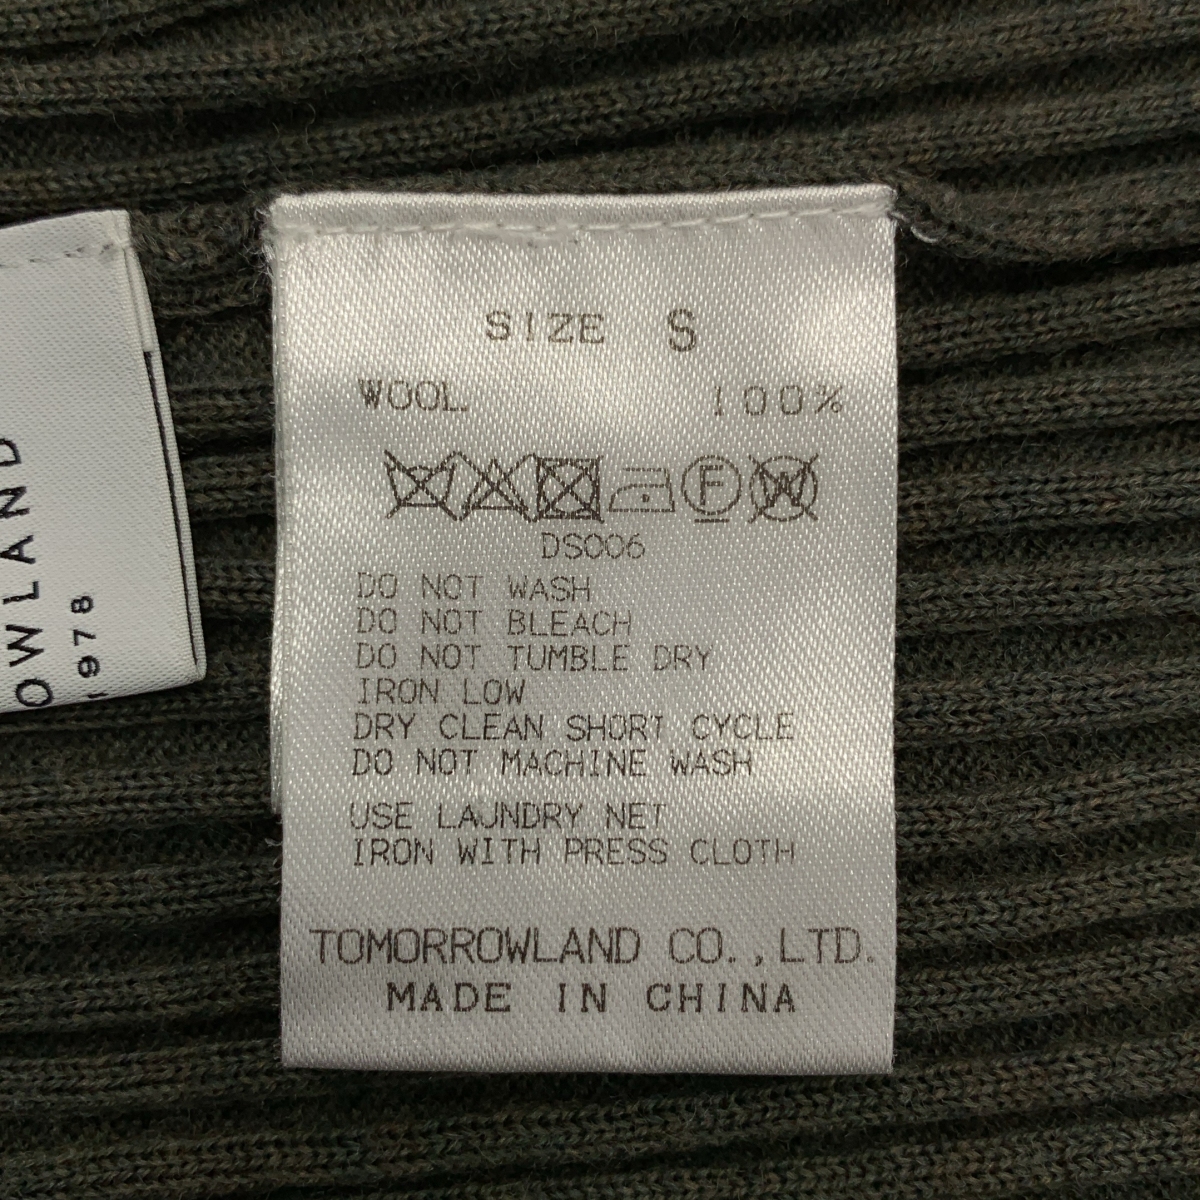 SIZE S
WOOL 100%
F W
DS006
DO NOT WASH
DO NOT BLEACH
DO NOT TUMBLE DRY
IRON LOW
DRY CLEAN SHORT CYCLE
DO NOT MACHINE WASH
USE LAUNDRY NET
IRON WITH PRESS CLOTH
TOMORROWLAND CO.,LTD.
MADE IN CHINA
OWLAND
1978